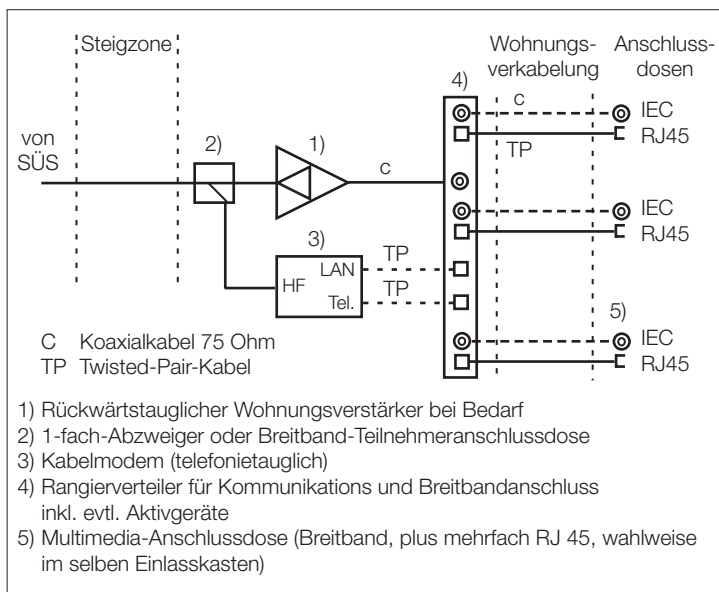 Steigzone
Wohnungs-
verkabelung
Anschluss-
dosen
4)
c
IEC
TP
RJ45
von
SÜS
2)
1)
c
IEC
RJ45
3)
LAN
TP
HF
Tel.
TP
5)
IEC
RJ45
C Koaxialkabel 75 Ohm
TP Twisted-Pair-Kabel
1) Rückwärtstauglicher Wohnungsverstärker bei Bedarf
2) 1-fach-Abzweiger oder Breitband-Teilnehmeranschlussdose
3) Kabelmodem (telefonietauglich)
4) Rangierverteiler für Kommunikations und Breitbandanschluss
inkl. evtl. Aktivgeräte
5) Multimedia-Anschlussdose (Breitband, plus mehrfach RJ 45, wahlweise
im selben Einlasskasten)